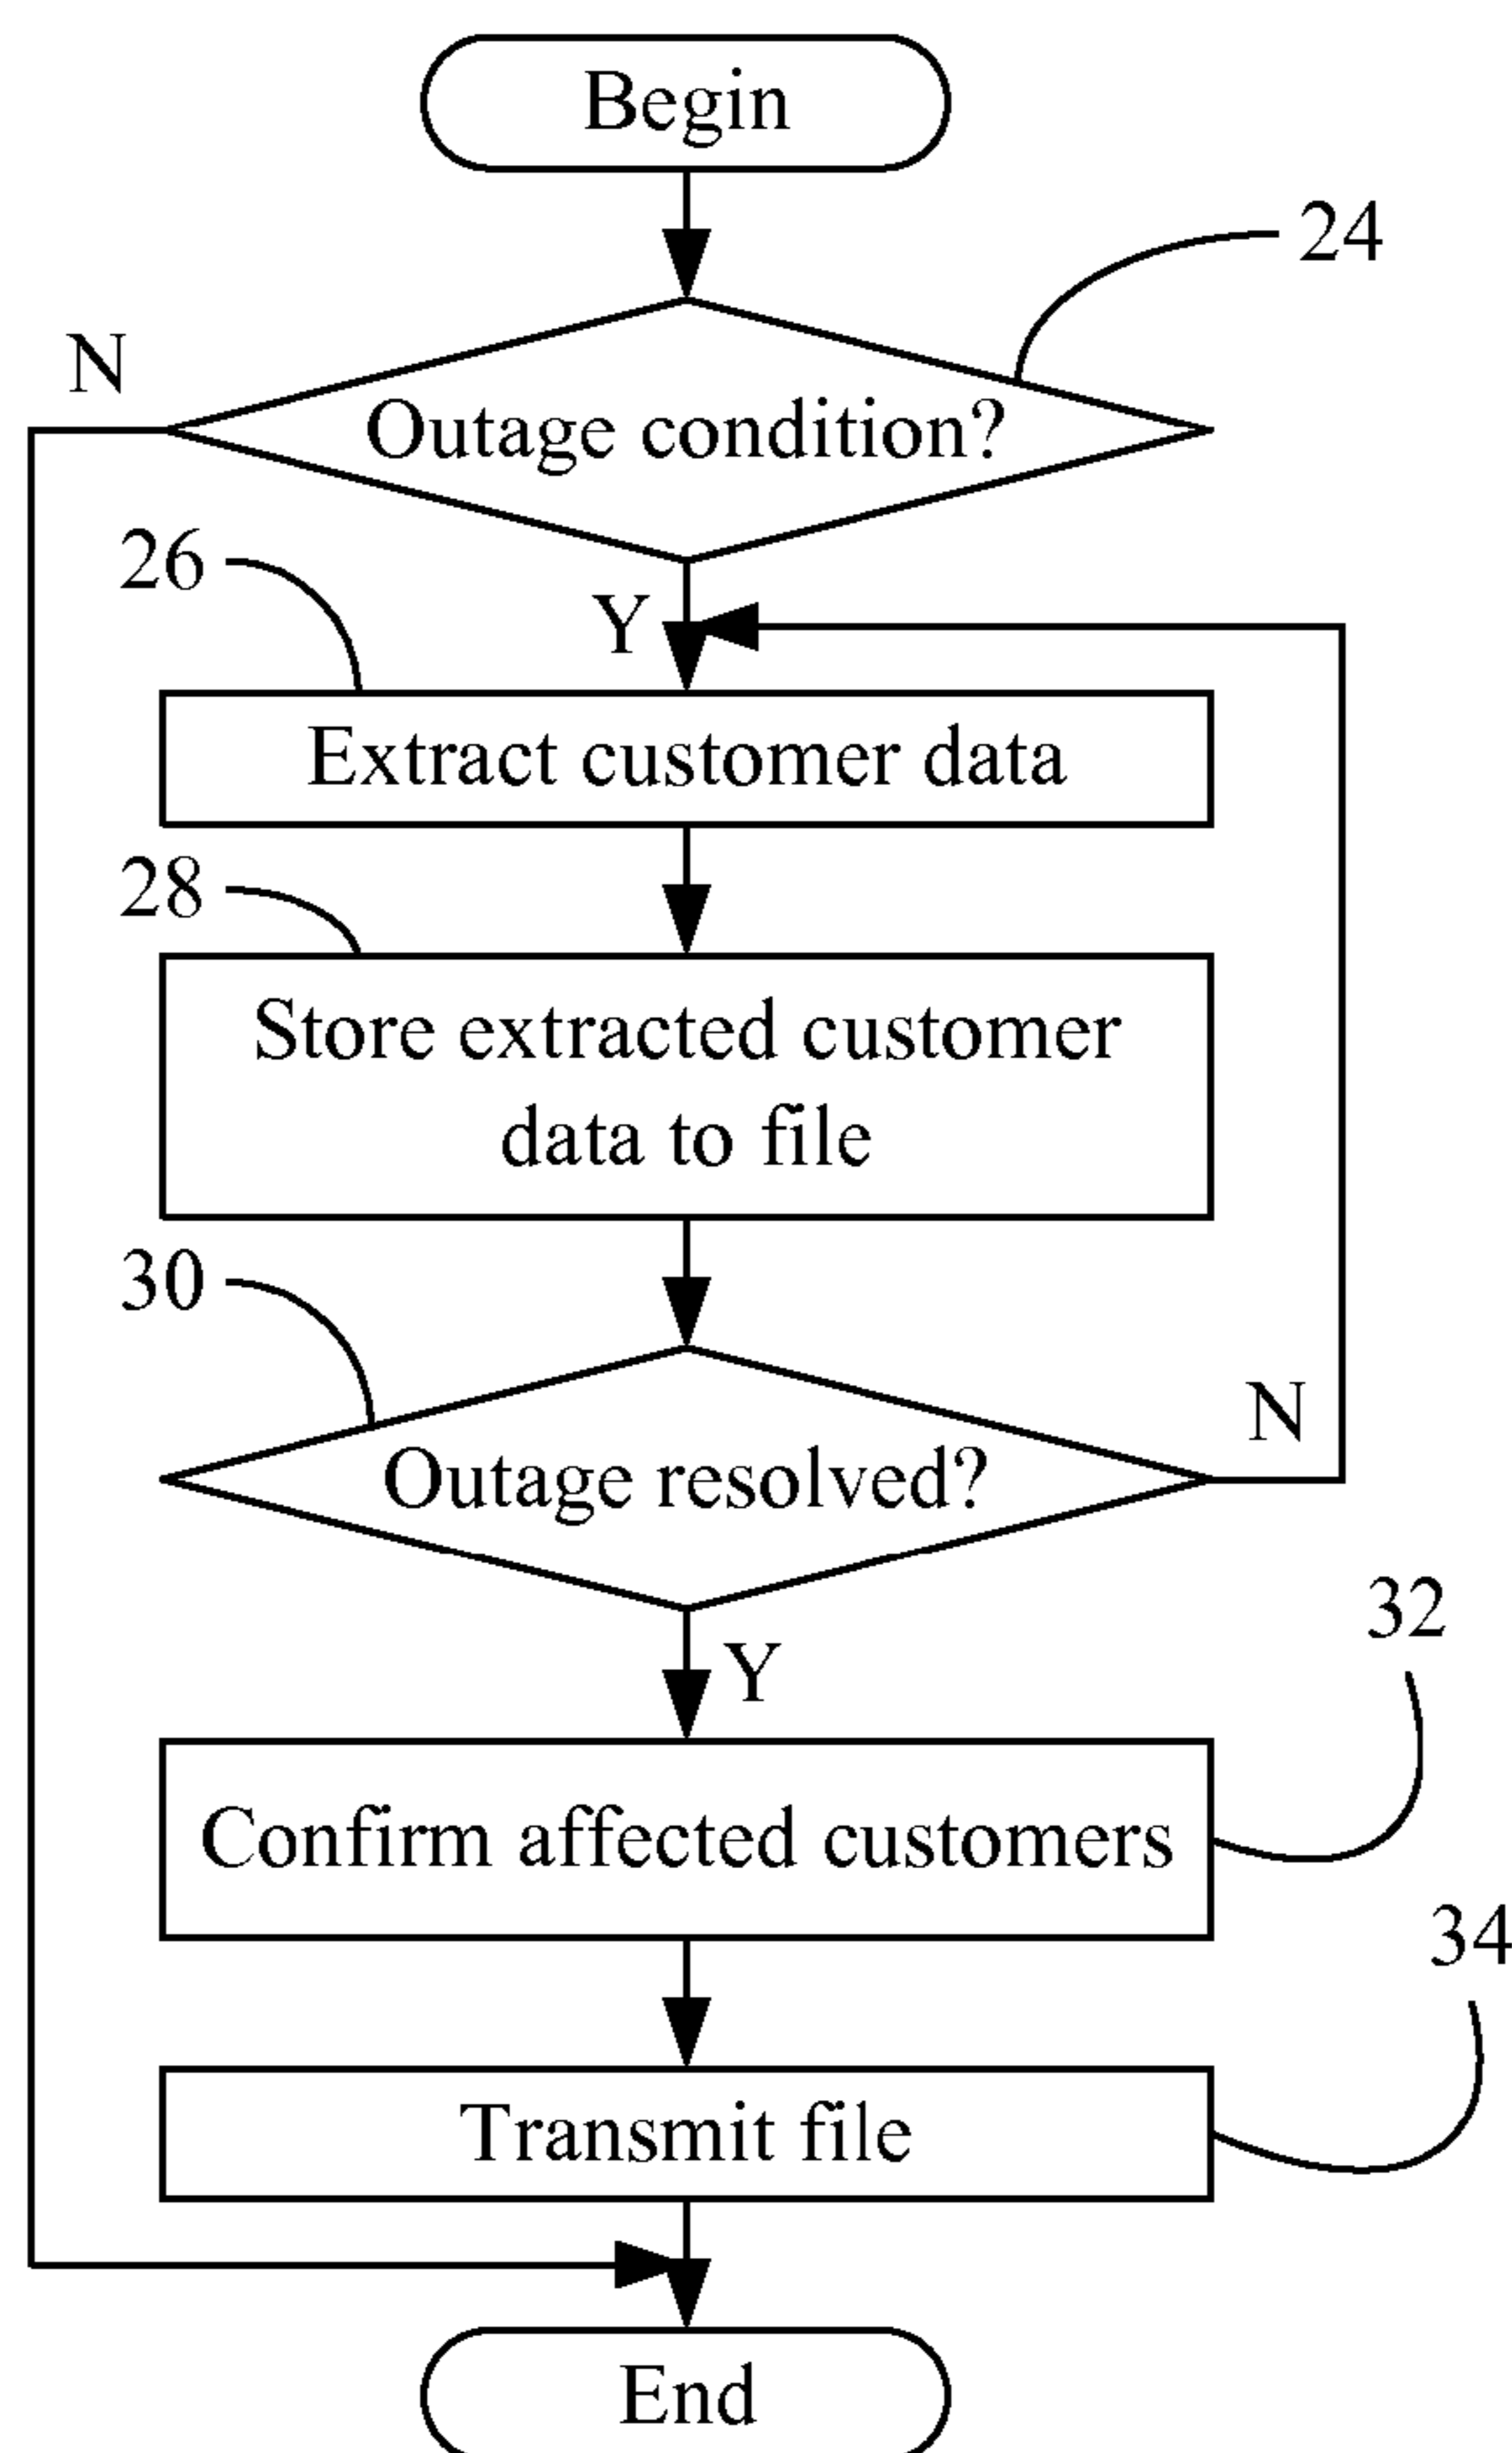 Begin
24
N
Outage condition?
26
Y
Extract customer data
28
Store extracted customer
data to file
30
N
Outage resolved?
32
Y
Confirm affected customers
34
Transmit file
End